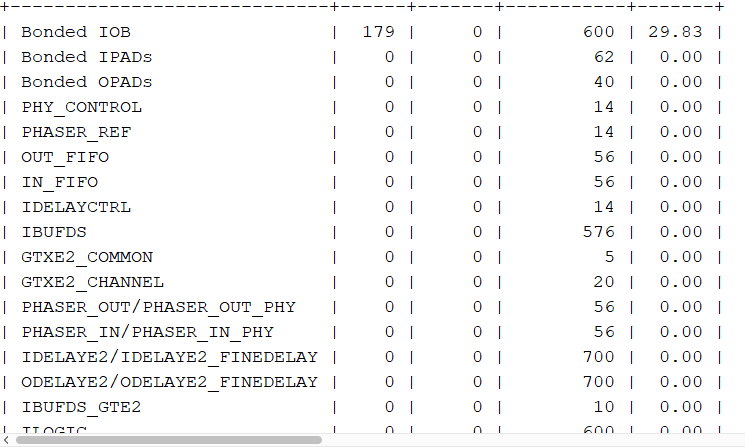 +-----------------------------+------+-------+-----------+-------+
| Bonded IOB                  |  179 |     0 |       600 | 29.83 |
| Bonded IPADs                |    0 |     0 |        62 |  0.00 |
| Bonded OPADs                |    0 |     0 |        40 |  0.00 |
| PHY_CONTROL                 |    0 |     0 |        14 |  0.00 |
| PHASER_REF                  |    0 |     0 |        14 |  0.00 |
| OUT_FIFO                    |    0 |     0 |        56 |  0.00 |
| IN_FIFO                     |    0 |     0 |        56 |  0.00 |
| IDELAYCTRL                  |    0 |     0 |        14 |  0.00 |
| IBUFDS                      |    0 |     0 |       576 |  0.00 |
| GTXE2_COMMON                |    0 |     0 |         5 |  0.00 |
| GTXE2_CHANNEL               |    0 |     0 |        20 |  0.00 |
| PHASER_OUT/PHASER_OUT_PHY   |    0 |     0 |        56 |  0.00 |
| PHASER_IN/PHASER_IN_PHY     |    0 |     0 |        56 |  0.00 |
| IDELAYE2/IDELAYE2_FINEDELAY |    0 |     0 |       700 |  0.00 |
| ODELAYE2/ODELAYE2_FINEDELAY |    0 |     0 |       700 |  0.00 |
| IBUFDS_GTE2                 |    0 |     0 |        10 |  0.00 |
| ILOGIC                      |    0 |     0 |       600 |  0.00 |